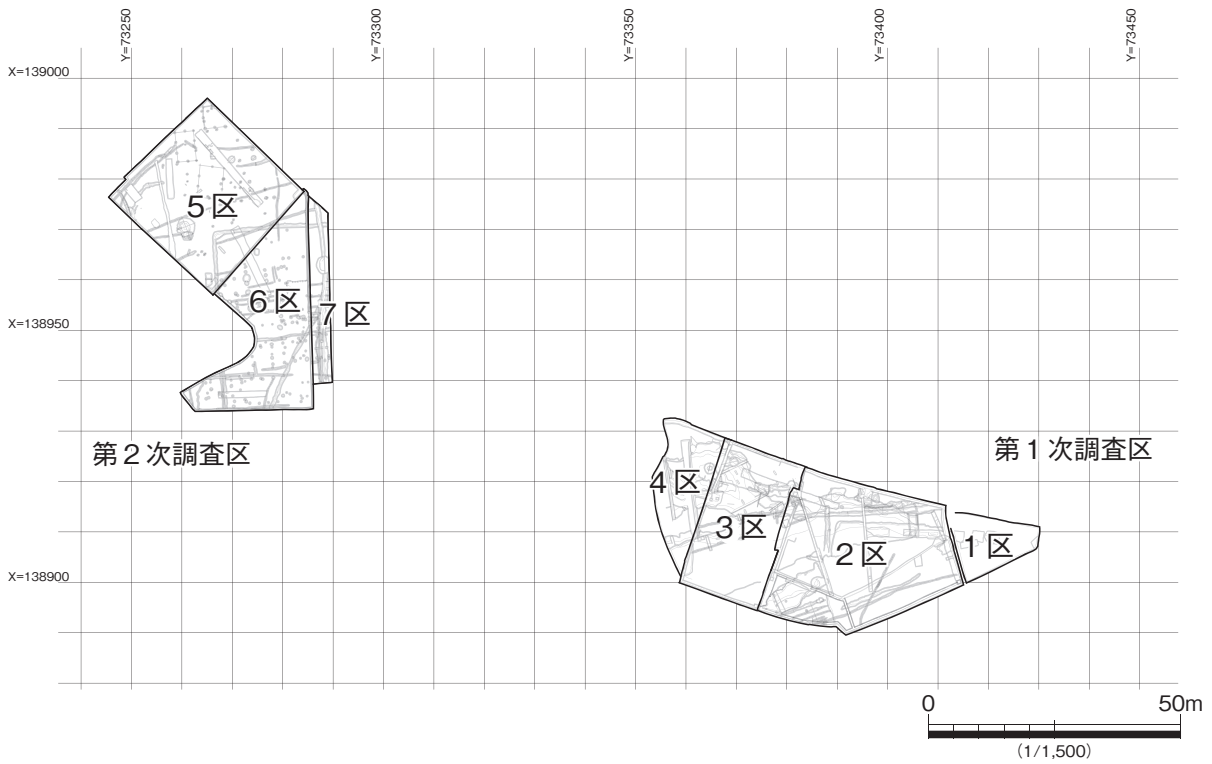 Y=73250
Y=73300
Y=73350
Y=73400
Y=73450
X=139000
5区
6区
7区
X=138950
第2次調査区
第1次調査区
4区
3区
2区
1区
X=138900
0 50m
(1/1,500)